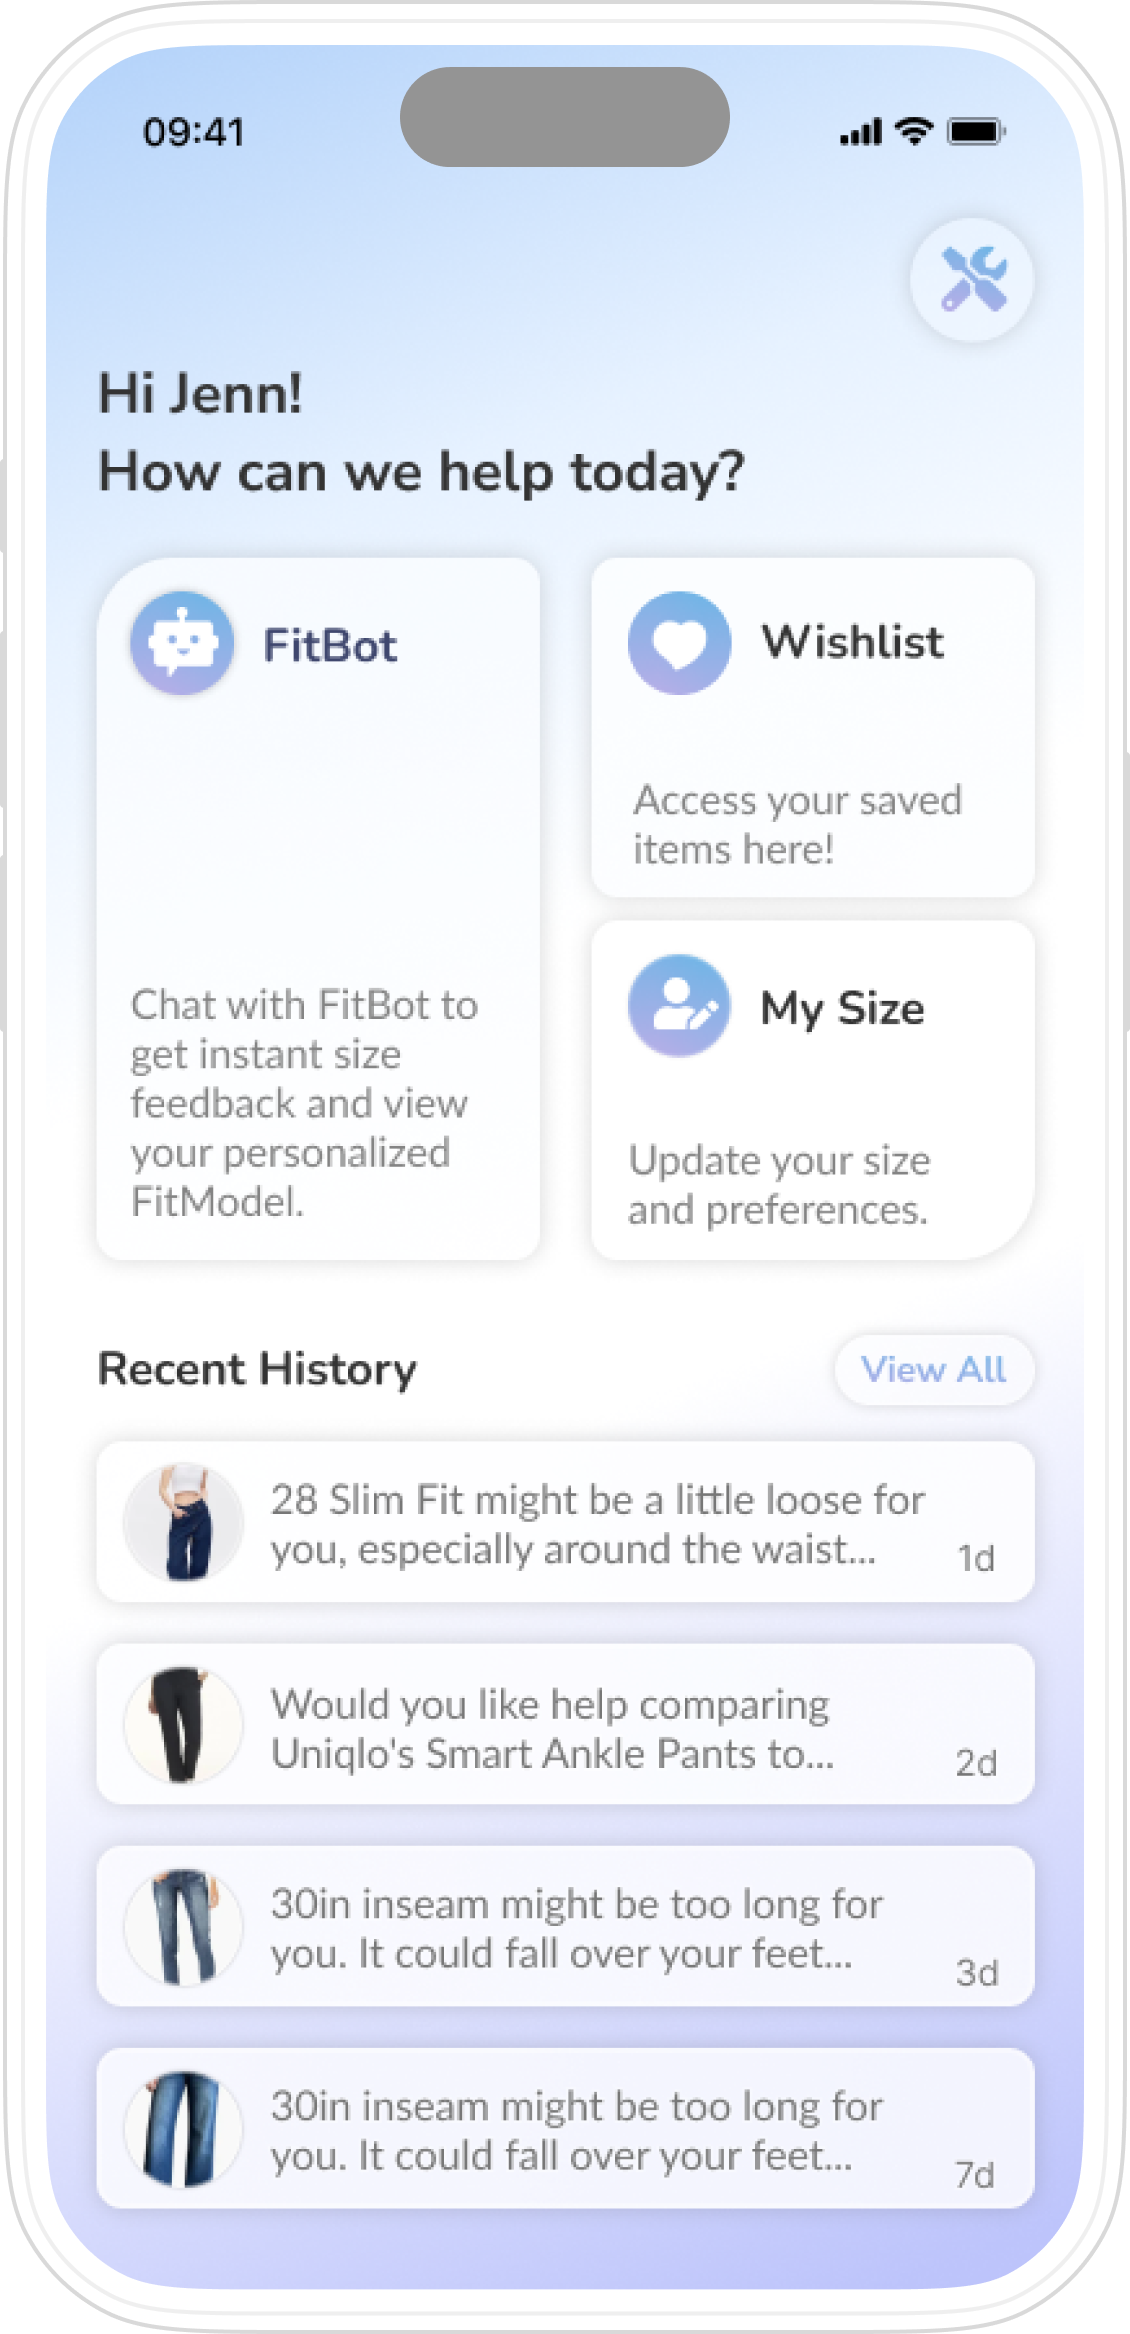 09:41
Hi Jenn!
How can we help today?
FitBot
Chat with FitBot to
get instant size
feedback and view
your personalized
FitModel.
Wishlist
Access your saved
items here!
My Size
Update your size
and preferences.
Recent History
View All
28 Slim Fit might be a little loose for
you, especially around the waist...
1d
Would you like help comparing
Uniqlo's Smart Ankle Pants to...
2d
30in inseam might be too long for
you. It could fall over your feet...
3d
30in inseam might be too long for
you. It could fall over your feet...
7d